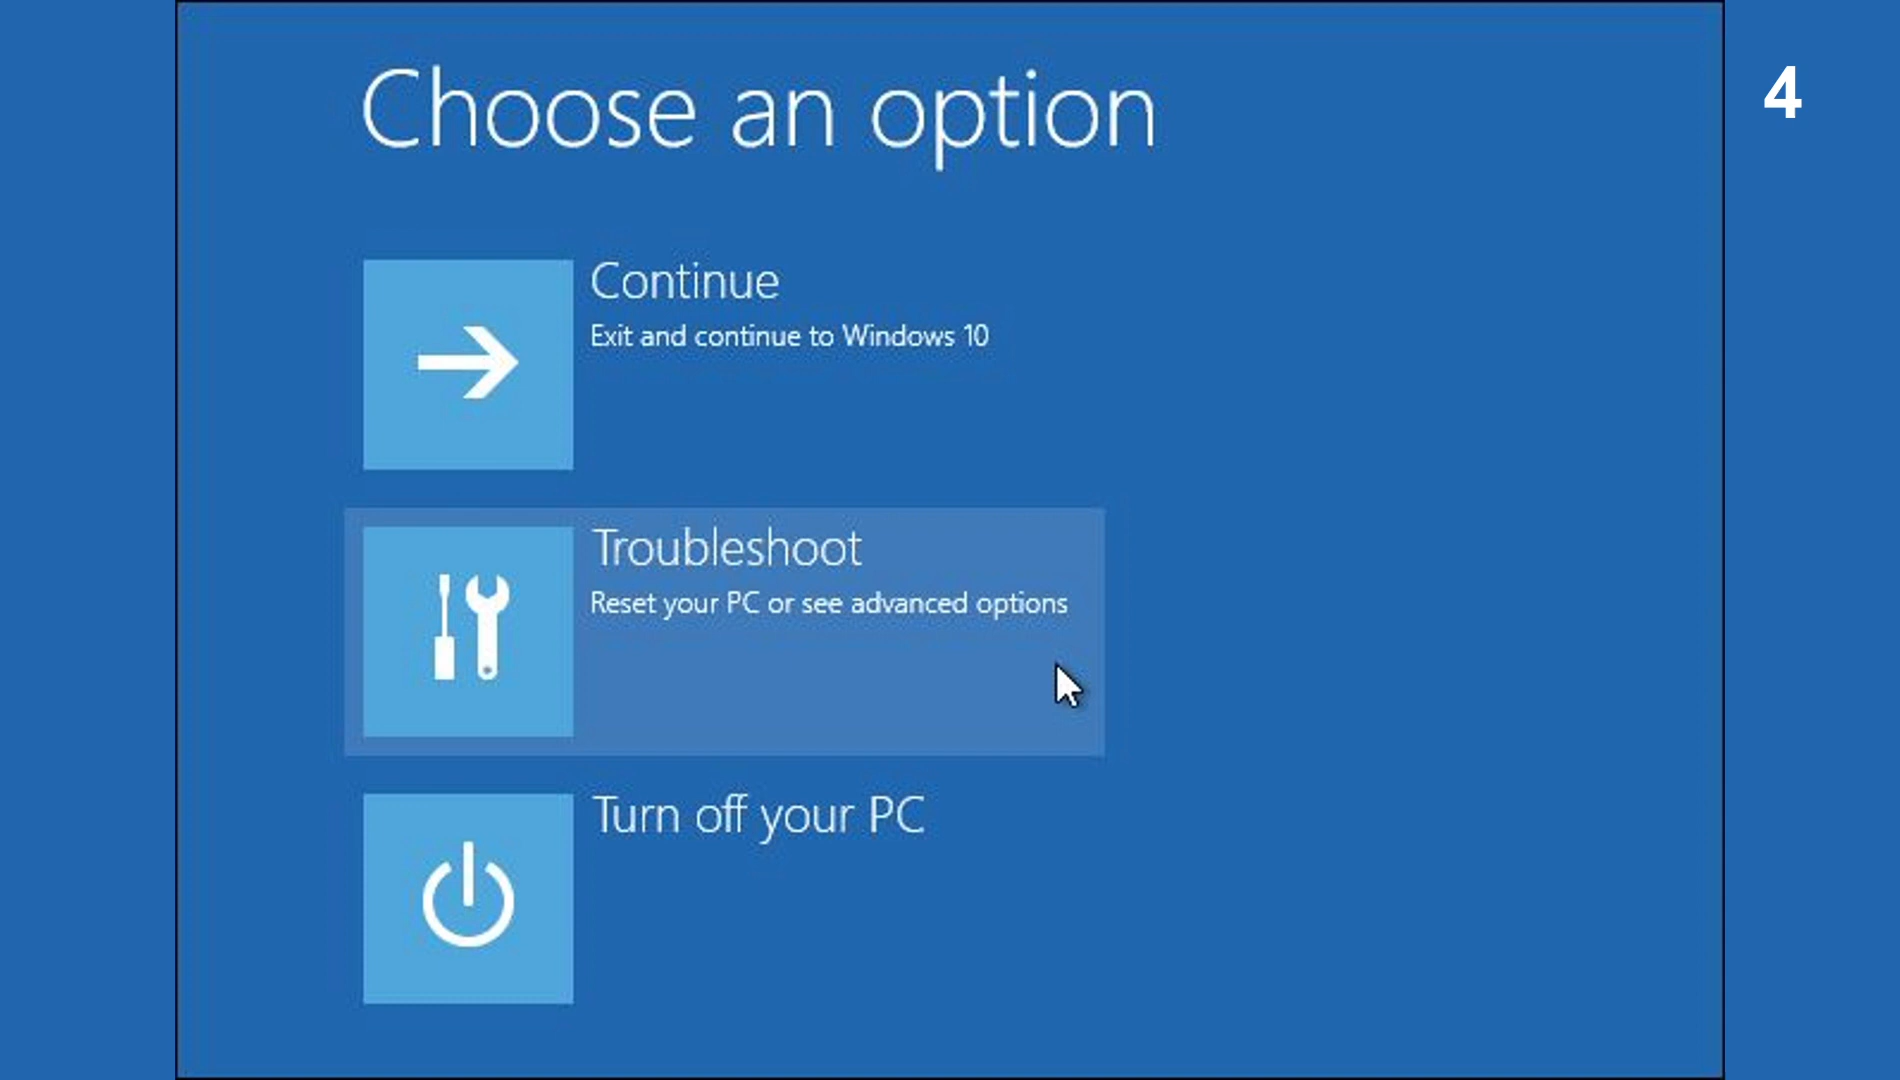 Choose an option
4
Continue
Exit and continue to Windows 10
Troubleshoot
Reset your PC or see advanced options
Turn off your PC